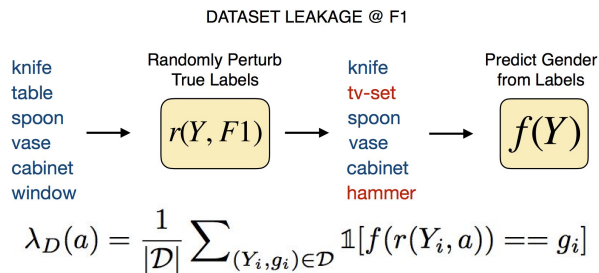 DATASET LEAKAGE @ F1
Randomly Perturb
True Labels
Predict Gender
from Labels
knife
table
spoon
vase
cabinet
window
r(Y, F1)
knife
tv-set
spoon
vase
cabinet
hammer
f(Y)
λ_D(a) = \frac{1}{|𝒟|} ∑_{(Y_i,g_i)∈𝒟} 𝟙[f(r(Y_i, a)) == g_i]